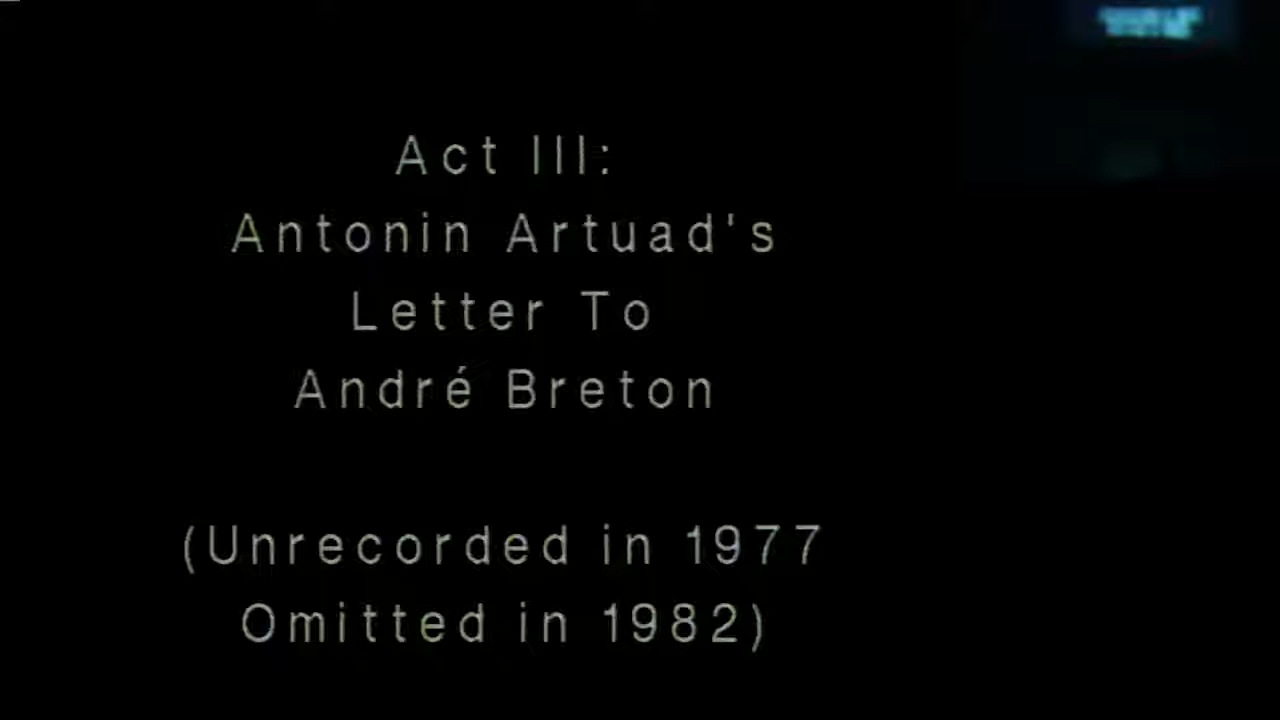 Act III:
Antonin Artuad's
Letter To
André Breton
(Unrecorded in 1977
Omitted in 1982)